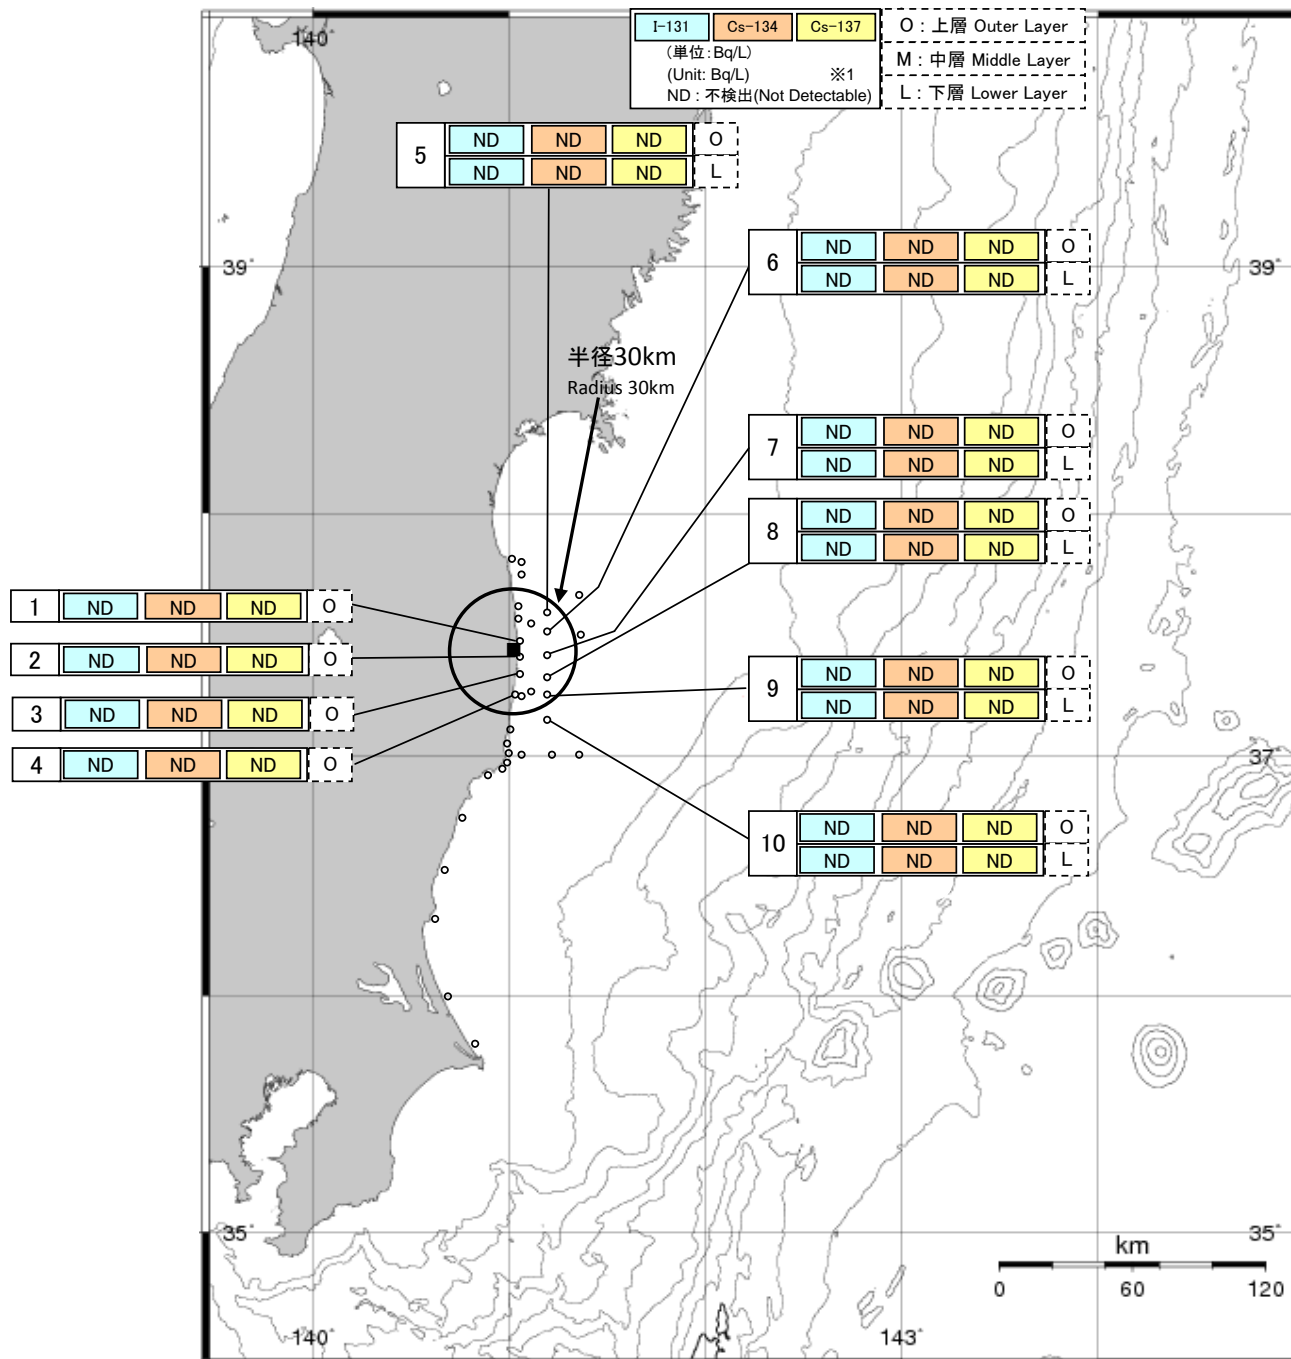 I-131 Cs-134 Cs-137
(単位:Bq/L)
(Unit: Bq/L) ※1
ND : 不検出(Not Detectable)
O : 上層 Outer Layer
M : 中層 Middle Layer
L : 下層 Lower Layer
140°
5 ND ND ND O
ND ND ND L
6 ND ND ND O
ND ND ND L
39° 39°
半径30km
Radius 30km
7 ND ND ND O
ND ND ND L
8 ND ND ND O
ND ND ND L
1 ND ND ND O
2 ND ND ND O
3 ND ND ND O
4 ND ND ND O
9 ND ND ND O
ND ND ND L
37°
10 ND ND ND O
ND ND ND L
35° 35°
km
0 60 120
140° 143°